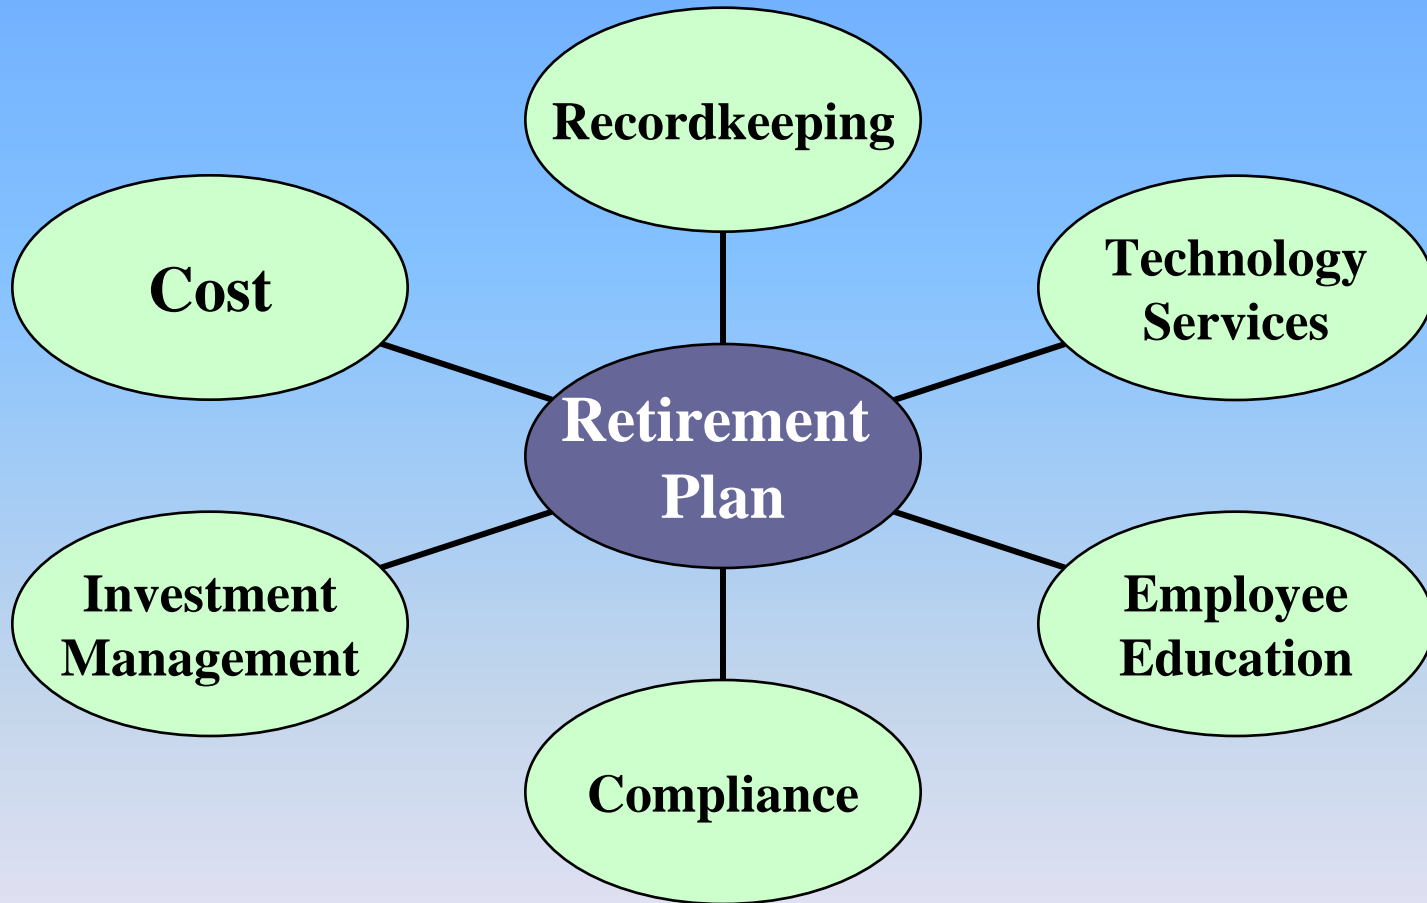 Recordkeeping
Cost
Technology
Services
Retirement
Plan
Investment
Management
Employee
Education
Compliance